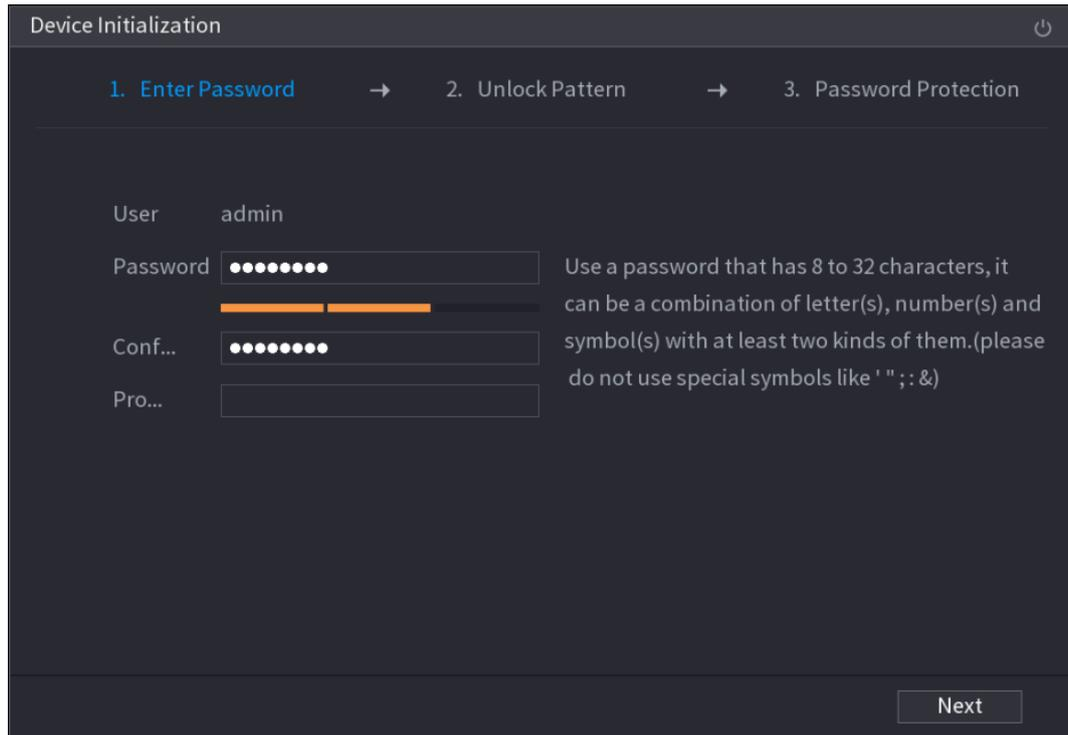 Device Initialization
1. Enter Password → 2. Unlock Pattern → 3. Password Protection
User admin
Password ●●●●●●●● Use a password that has 8 to 32 characters, it
can be a combination of letter(s), number(s) and
Conf... ●●●●●●●● symbol(s) with at least two kinds of them.(please
do not use special symbols like ' " ; : &)
Pro...
Next